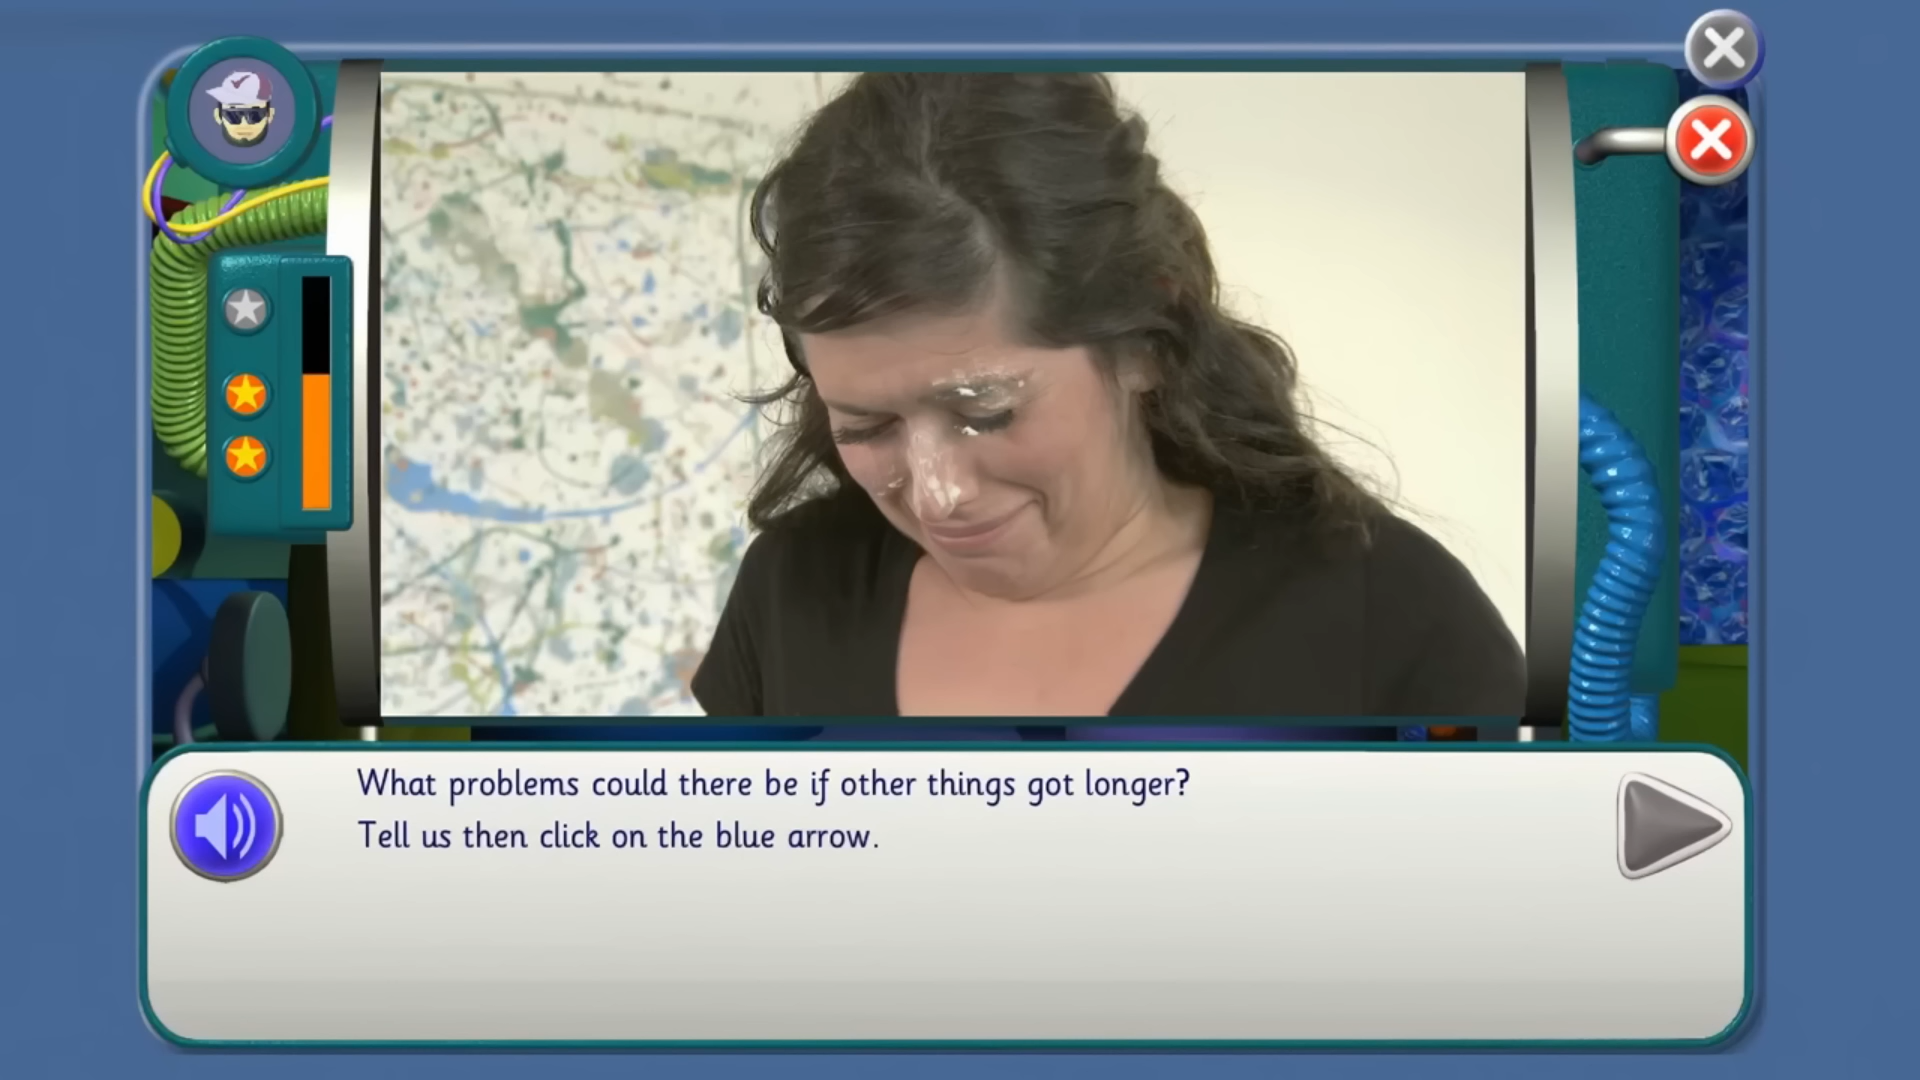 What problems could there be if other things got longer?
Tell us then click on the blue arrow.